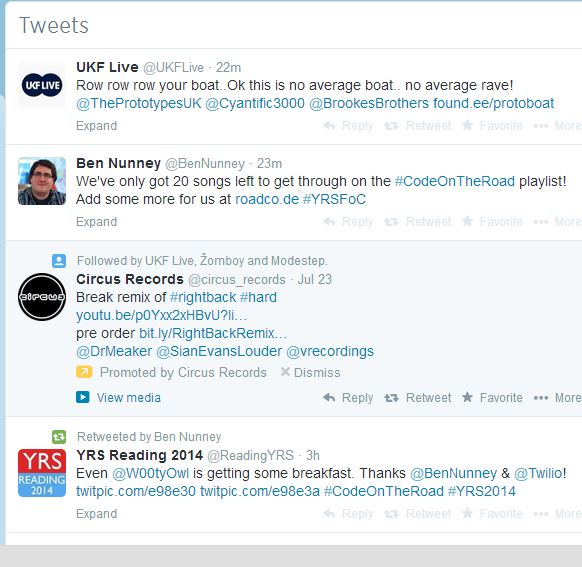 Tweets
UKF Live @UKFLive · 22m
UKF LIVE
Row row row your boat..Ok this is no average boat.. no average rave!
@ThePrototypesUK @Cyantific3000 @BrookesBrothers found.ee/protoboat
Expand Reply Retweet Favorite More
Ben Nunney @BenNunney · 23m
We've only got 20 songs left to get through on the #CodeOnTheRoad playlist!
Add some more for us at roadco.de #YRSFoC
Expand Reply Retweet Favorite More
Followed by UKF Live, Žomboy and Modestep.
Circus Records @circus_records · Jul 23
CIRCUS
Break remix of #rightback #hard
youtu.be/p0Yxx2xHBvU?li...
pre order bit.ly/RightBackRemix...
@DrMeaker @SianEvansLouder @vrecordings
Promoted by Circus Records Dismiss
View media Reply Retweet Favorite More
Retweeted by Ben Nunney
YRS Reading 2014 @ReadingYRS · 3h
YRS
READING
2014
Even @W00tyOwl is getting some breakfast. Thanks @BenNunney & @Twilio!
twitpic.com/e98e30 twitpic.com/e98e3a #CodeOnTheRoad #YRS2014
Expand Reply Retweet Favorite More